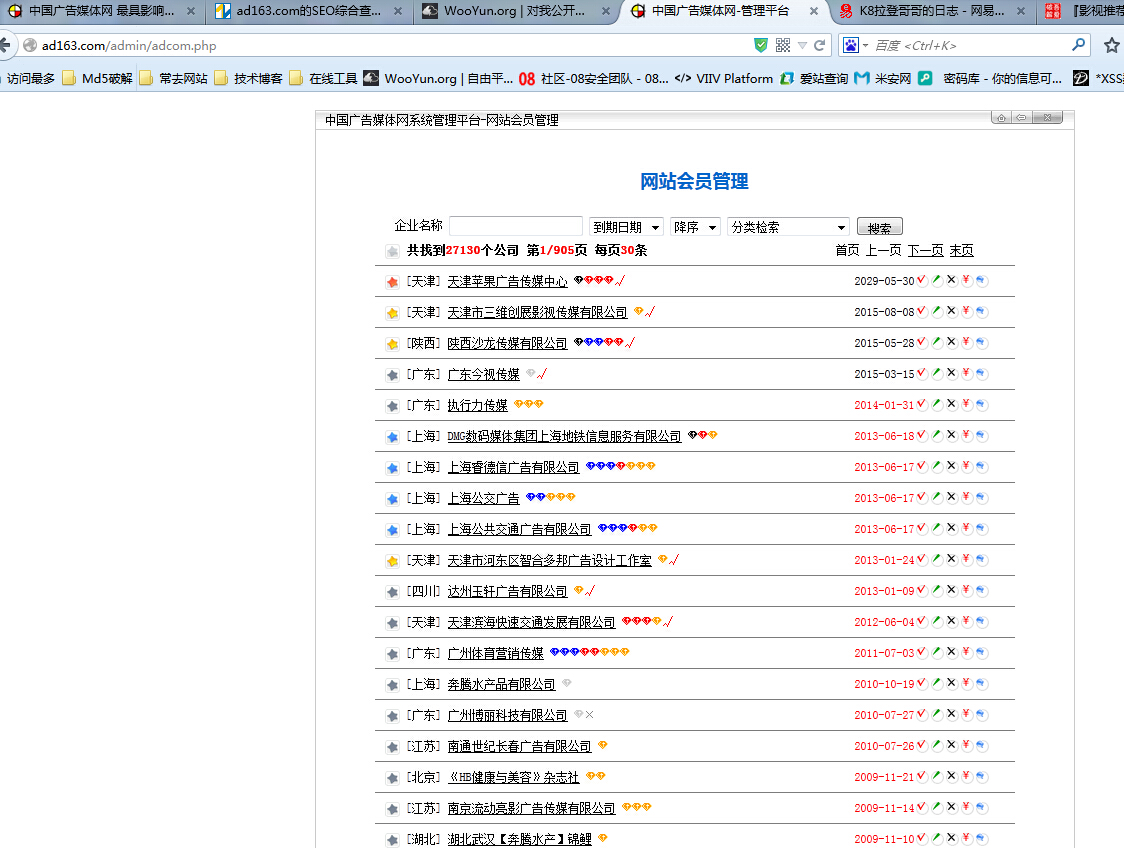 中国广告媒体网 最具影响... × ad163.com的SEO综合查... × WooYun.org | 对我公开... × 中国广告媒体网-管理平台 × K8拉登哥哥的日志 - 网易... × 『影视推荐
ad163.com/admin/adcom.php 百度 <Ctrl+K>
访问最多 Md5破解 常去网站 技术博客 在线工具 WooYun.org | 自由平... 08 社区-08安全团队 - 08... </> VIIV Platform 爱站查询 米安网 密码库 - 你的信息可... *XSS
中国广告媒体网系统管理平台-网站会员管理
网站会员管理
企业名称 到期日期 降序 分类检索 搜索
共找到27130个公司 第1/905页 每页30条 首页 上一页 下一页 末页
[天津] 天津苹果广告传媒中心 2029-05-30
[天津] 天津市三维创展影视传媒有限公司 2015-08-08
[陕西] 陕西沙龙传媒有限公司 2015-05-28
[广东] 广东今视传媒 2015-03-15
[广东] 执行力传媒 2014-01-31
[上海] DMG数码媒体集团上海地铁信息服务有限公司 2013-06-18
[上海] 上海睿德信广告有限公司 2013-06-17
[上海] 上海公交广告 2013-06-17
[上海] 上海公共交通广告有限公司 2013-06-17
[天津] 天津市河东区智合多邦广告设计工作室 2013-01-24
[四川] 达州玉轩广告有限公司 2013-01-09
[天津] 天津滨海快速交通发展有限公司 2012-06-04
[广东] 广州体育营销传媒 2011-07-03
[上海] 奔腾水产品有限公司 2010-10-19
[广东] 广州博丽科技有限公司 2010-07-27
[江苏] 南通世纪长春广告有限公司 2010-07-26
[北京] 《HB健康与美容》杂志社 2009-11-21
[江苏] 南京流动亮影广告传媒有限公司 2009-11-14
[湖北] 湖北武汉【奔腾水产】锦鲤 2009-11-10